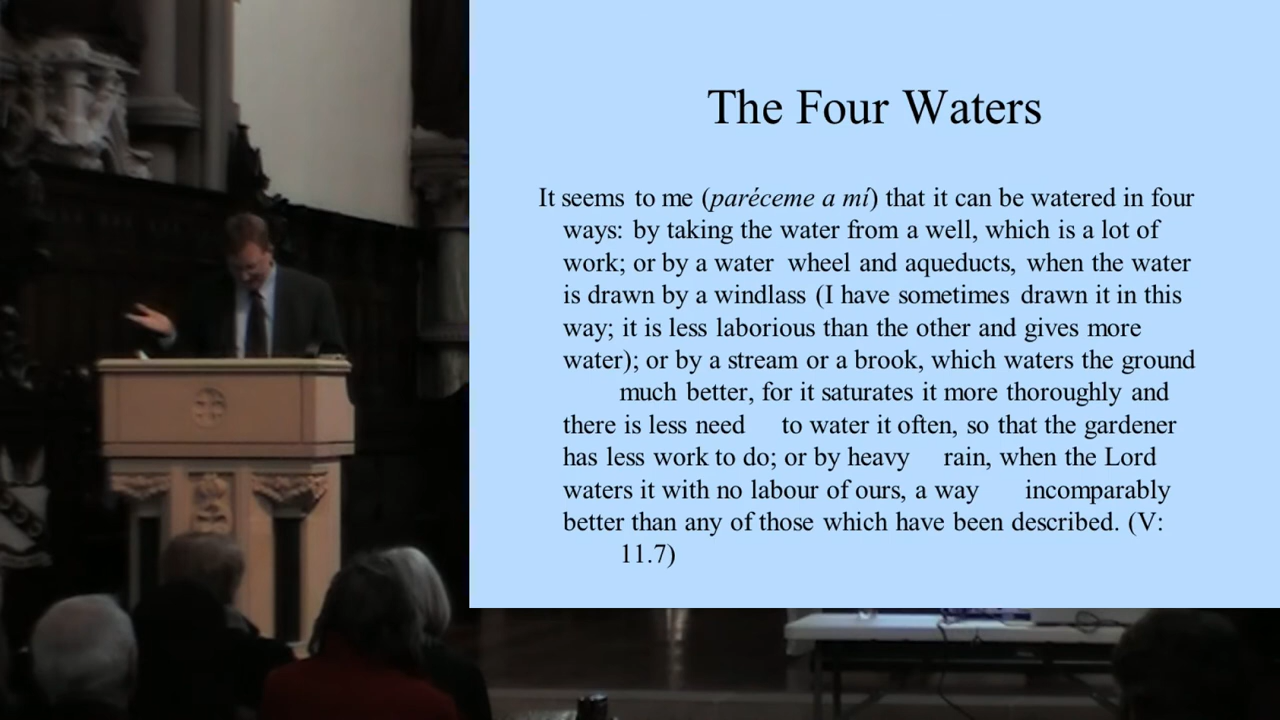 The Four Waters
It seems to me (paréceme a mí) that it can be watered in four
ways: by taking the water from a well, which is a lot of
work; or by a water wheel and aqueducts, when the water
is drawn by a windlass (I have sometimes drawn it in this
way; it is less laborious than the other and gives more
water); or by a stream or a brook, which waters the ground
much better, for it saturates it more thoroughly and
there is less need to water it often, so that the gardener
has less work to do; or by heavy rain, when the Lord
waters it with no labour of ours, a way incomparably
better than any of those which have been described. (V:
11.7)